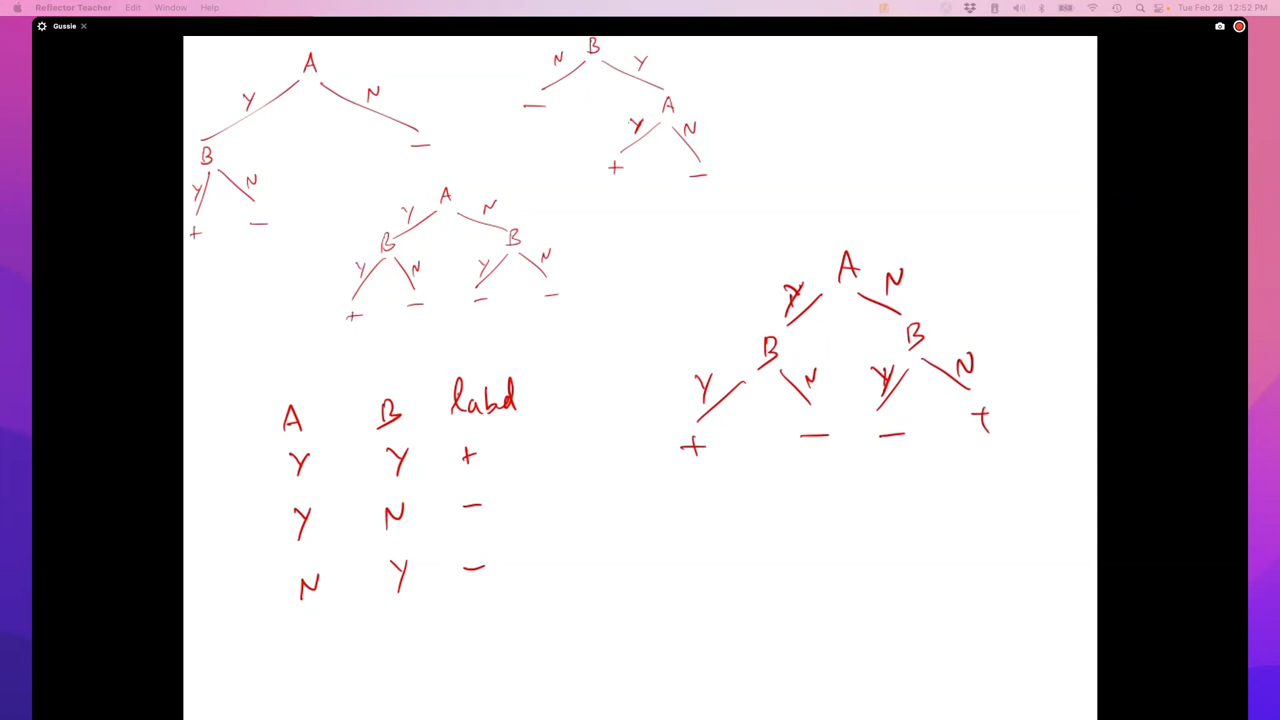 Reflector Teacher Edit Window Help Tue Feb 28 12:52 PM
Gussie
A
Y N
B -
Y N
+ -
B
N Y
- A
Y N
+ -
A
Y N
B B
Y N Y N
+ - - -
A
Y N
B B
Y N Y N
+ - - +
A B label
Y Y +
Y N -
N Y -